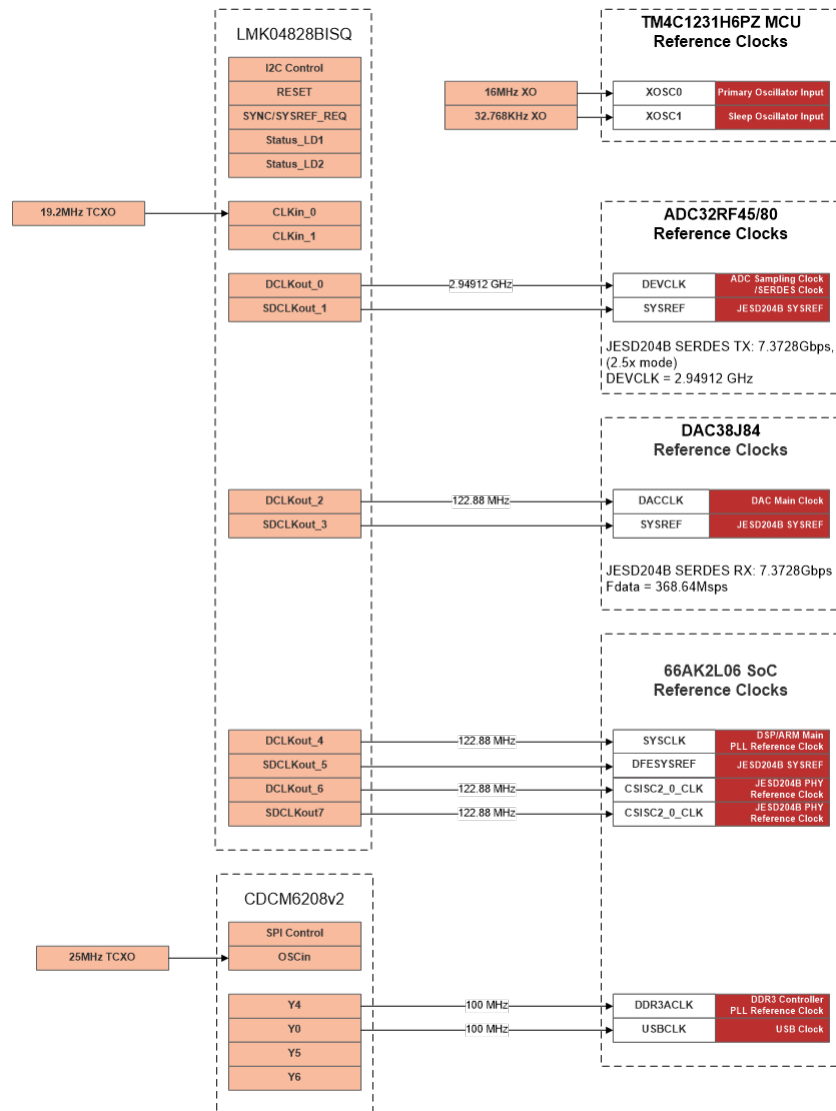 LMK04828BISQ
I2C Control
RESET
SYNC/SYSREF_REQ
Status_LD1
Status_LD2
19.2MHz TCXO
CLKin_0
CLKin_1
DCLKout_0
SDCLKout_1
2.94912 GHz
DCLKout_2
SDCLKout_3
122.88 MHz
DCLKout_4
SDCLKout_5
DCLKout_6
SDCLKout7
122.88 MHz
122.88 MHz
122.88 MHz
122.88 MHz
TM4C1231H6PZ MCU
Reference Clocks
16MHz XO
XOSC0
Primary Oscillator Input
32.768KHz XO
XOSC1
Sleep Oscillator Input
ADC32RF45/80
Reference Clocks
DEVCLK
ADC Sampling Clock
/SERDES Clock
SYSREF
JESD204B SYSREF
JESD204B SERDES TX: 7.3728Gbps,
(2.5x mode)
DEVCLK = 2.94912 GHz
DAC38J84
Reference Clocks
DACCLK
DAC Main Clock
SYSREF
JESD204B SYSREF
JESD204B SERDES RX: 7.3728Gbps
Fdata = 368.64Msps
66AK2L06 SoC
Reference Clocks
SYSCLK
DSP/ARM Main
PLL Reference Clock
DFESYSREF
JESD204B SYSREF
CSISC2_0_CLK
JESD204B PHY
Reference Clock
CSISC2_0_CLK
JESD204B PHY
Reference Clock
CDCM6208v2
SPI Control
25MHz TCXO
OSCin
Y4
Y0
Y5
Y6
100 MHz
100 MHz
DDR3ACLK
DDR3 Controller
PLL Reference Clock
USBCLK
USB Clock